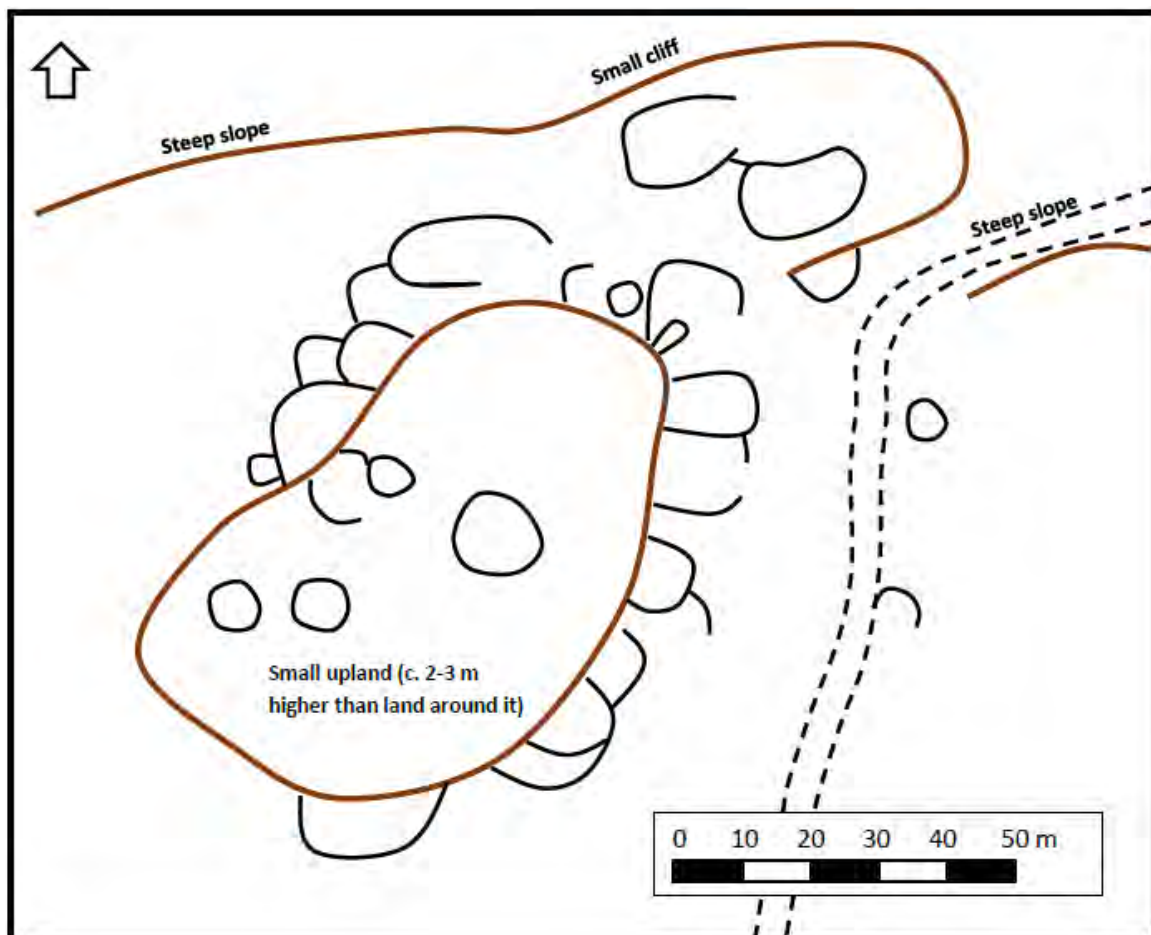 Small cliff
Steep slope
Steep slope
Small upland (c. 2-3 m
higher than land around it)
0 10 20 30 40 50 m